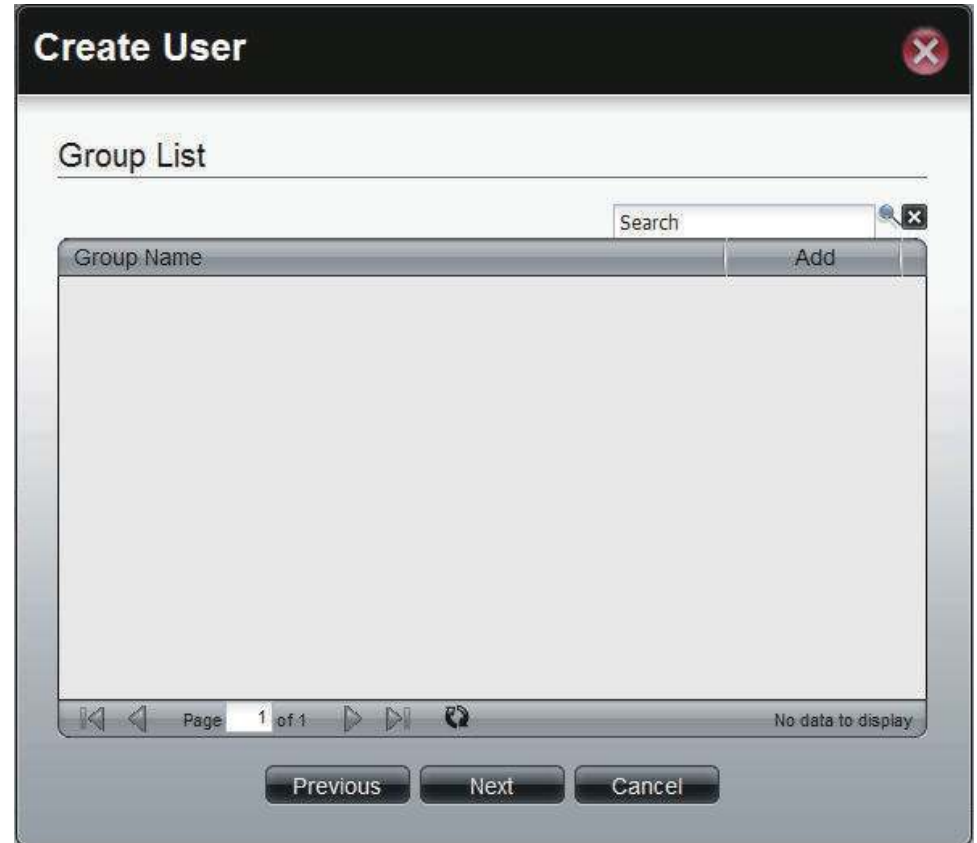 Create User
Group List
Search
Group Name Add
Page 1 of 1 No data to display
Previous Next Cancel